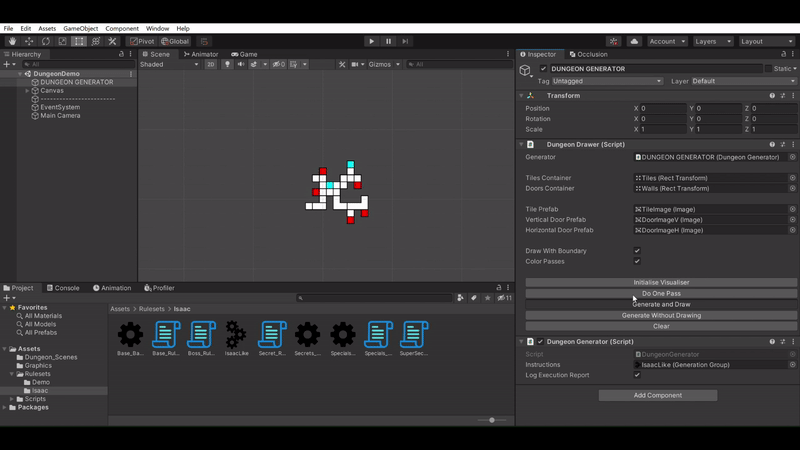 File Edit Assets GameObject Component Window Help
Pivot Global Account Layers Layout
Hierarchy
All
DungeonDemo
DUNGEON GENERATOR
Canvas
------------------------
EventSystem
Main Camera
Scene Animator Game
Shaded 2D 0 Gizmos All
Project Console Animation Profiler
11
Favorites
All Materials
All Models
All Prefabs
Assets
Dungeon_Scenes
Graphics
Rulesets
Demo
Isaac
Scripts
Packages
Assets > Rulesets > Isaac
Base_Ba... Base_Rul... Boss_Rul... IsaacLike Secret_R... Secrets_... Specials... Specials_... SuperSec...
Inspector Occlusion
DUNGEON GENERATOR Static
Tag Untagged Layer Default
Transform
Position X 0 Y 0 Z 0
Rotation X 0 Y 0 Z 0
Scale X 1 Y 1 Z 1
Dungeon Drawer (Script)
Generator DUNGEON GENERATOR (Dungeon Generator)
Tiles Container Tiles (Rect Transform)
Doors Container Walls (Rect Transform)
Tile Prefab TileImage (Image)
Vertical Door Prefab DoorImageV (Image)
Horizontal Door Prefab DoorImageH (Image)
Draw With Boundary
Color Passes
Initialise Visualiser
Do One Pass
Generate and Draw
Generate Without Drawing
Clear
Dungeon Generator (Script)
Script DungeonGenerator
Instructions IsaacLike (Generation Group)
Log Execution Report
Add Component